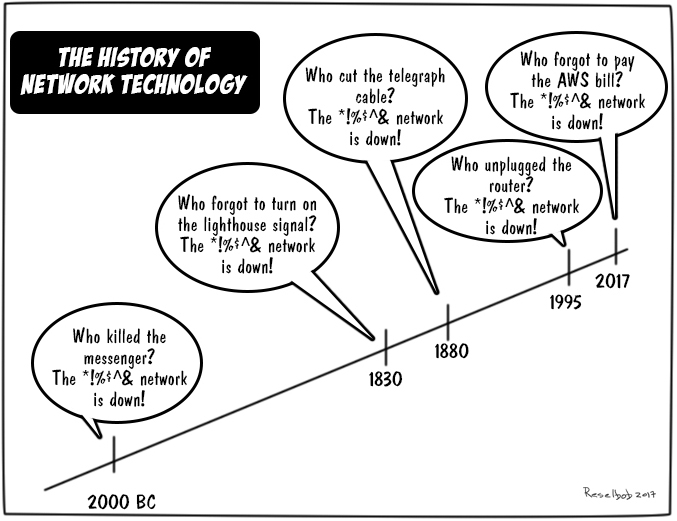 THE HISTORY OF
NETWORK TECHNOLOGY
Who killed the
messenger?
The *!%$^& network
is down!
2000 BC
Who forgot to turn on
the lighthouse signal?
The *!%$^& network
is down!
1830
Who cut the telegraph
cable?
The *!%$^& network
is down!
1880
Who unplugged the
router?
The *!%$^& network
is down!
1995
Who forgot to pay
the AWS bill?
The *!%$^& network
is down!
2017
Reselbob 2017